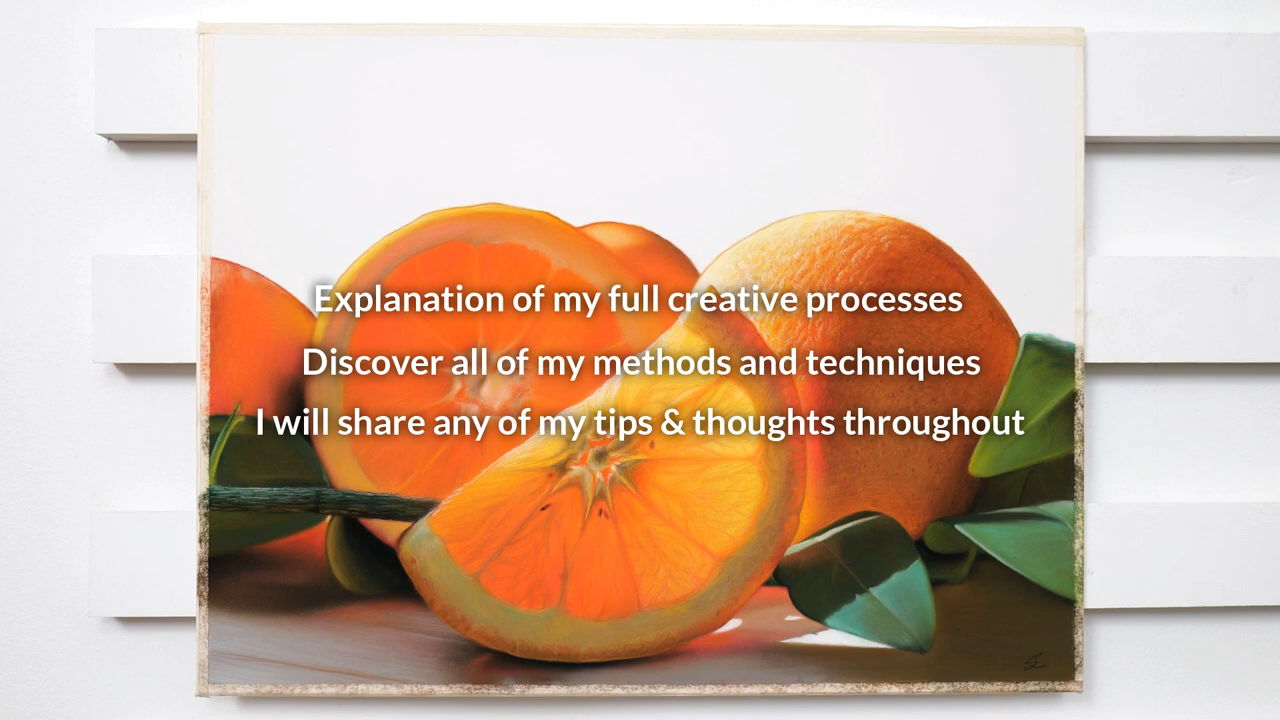 Explanation of my full creative processes
Discover all of my methods and techniques
I will share any of my tips & thoughts throughout